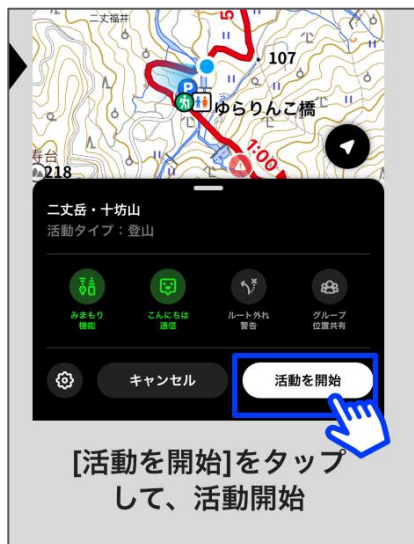 二丈福井
107
ゆらりんこ橋
1:00
218
二丈岳・十坊山
活動タイプ：登山
みまもり
機能
こんにちは
通信
ルート外れ
警告
グループ
位置共有
キャンセル
活動を開始
[活動を開始]をタップ
して、活動開始